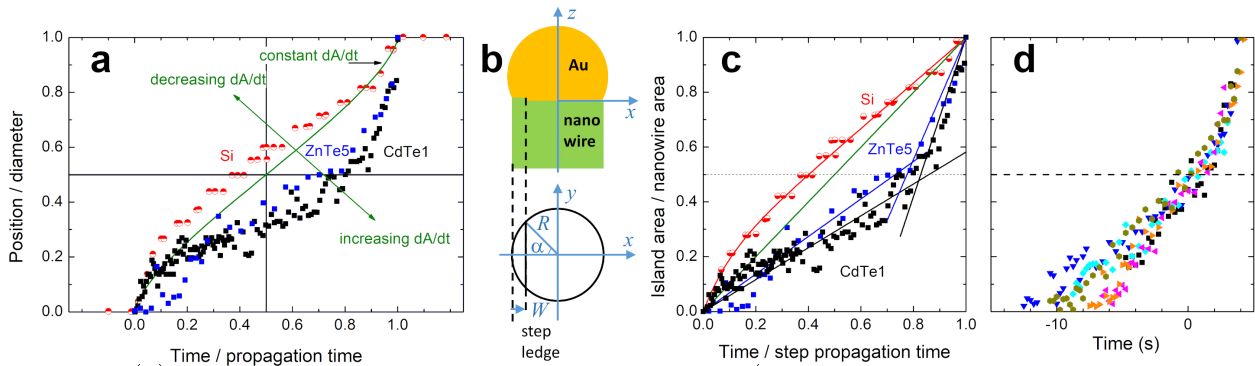 a
b
c
d
constant dA/dt
decreasing dA/dt
Si
ZnTe5
CdTe1
increasing dA/dt
Position / diameter
1.0
0.8
0.6
0.4
0.2
0.0
0.0 0.2 0.4 0.6 0.8 1.0
Time / propagation time
z
Au
x
nano
wire
y
R
α
x
W
step
ledge
Island area / nanowire area
1.0
0.8
0.6
0.4
0.2
0.0
Si
ZnTe5
CdTe1
0.0 0.2 0.4 0.6 0.8 1.0
Time / step propagation time
-10 0
Time (s)